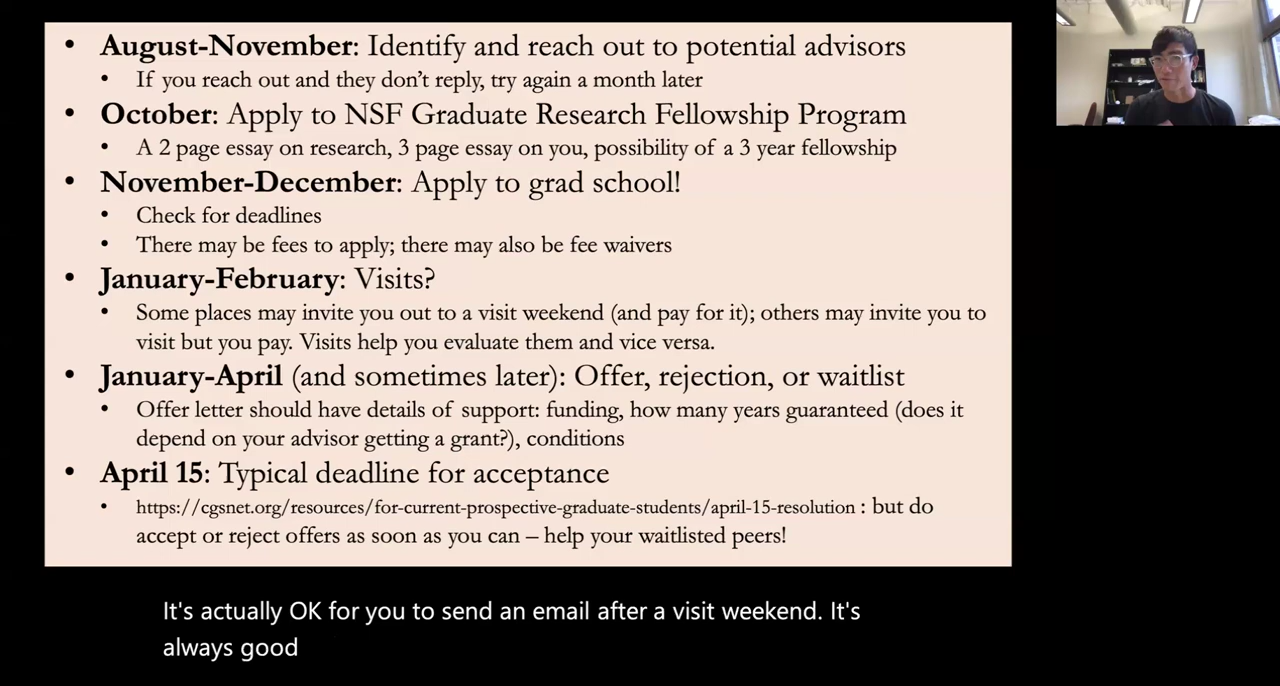 • August-November: Identify and reach out to potential advisors
• If you reach out and they don’t reply, try again a month later
• October: Apply to NSF Graduate Research Fellowship Program
• A 2 page essay on research, 3 page essay on you, possibility of a 3 year fellowship
• November-December: Apply to grad school!
• Check for deadlines
• There may be fees to apply; there may also be fee waivers
• January-February: Visits?
• Some places may invite you out to a visit weekend (and pay for it); others may invite you to
visit but you pay. Visits help you evaluate them and vice versa.
• January-April (and sometimes later): Offer, rejection, or waitlist
• Offer letter should have details of support: funding, how many years guaranteed (does it
depend on your advisor getting a grant?), conditions
• April 15: Typical deadline for acceptance
• https://cgsnet.org/resources/for-current-prospective-graduate-students/april-15-resolution : but do
accept or reject offers as soon as you can – help your waitlisted peers!
It's actually OK for you to send an email after a visit weekend. It's
always good